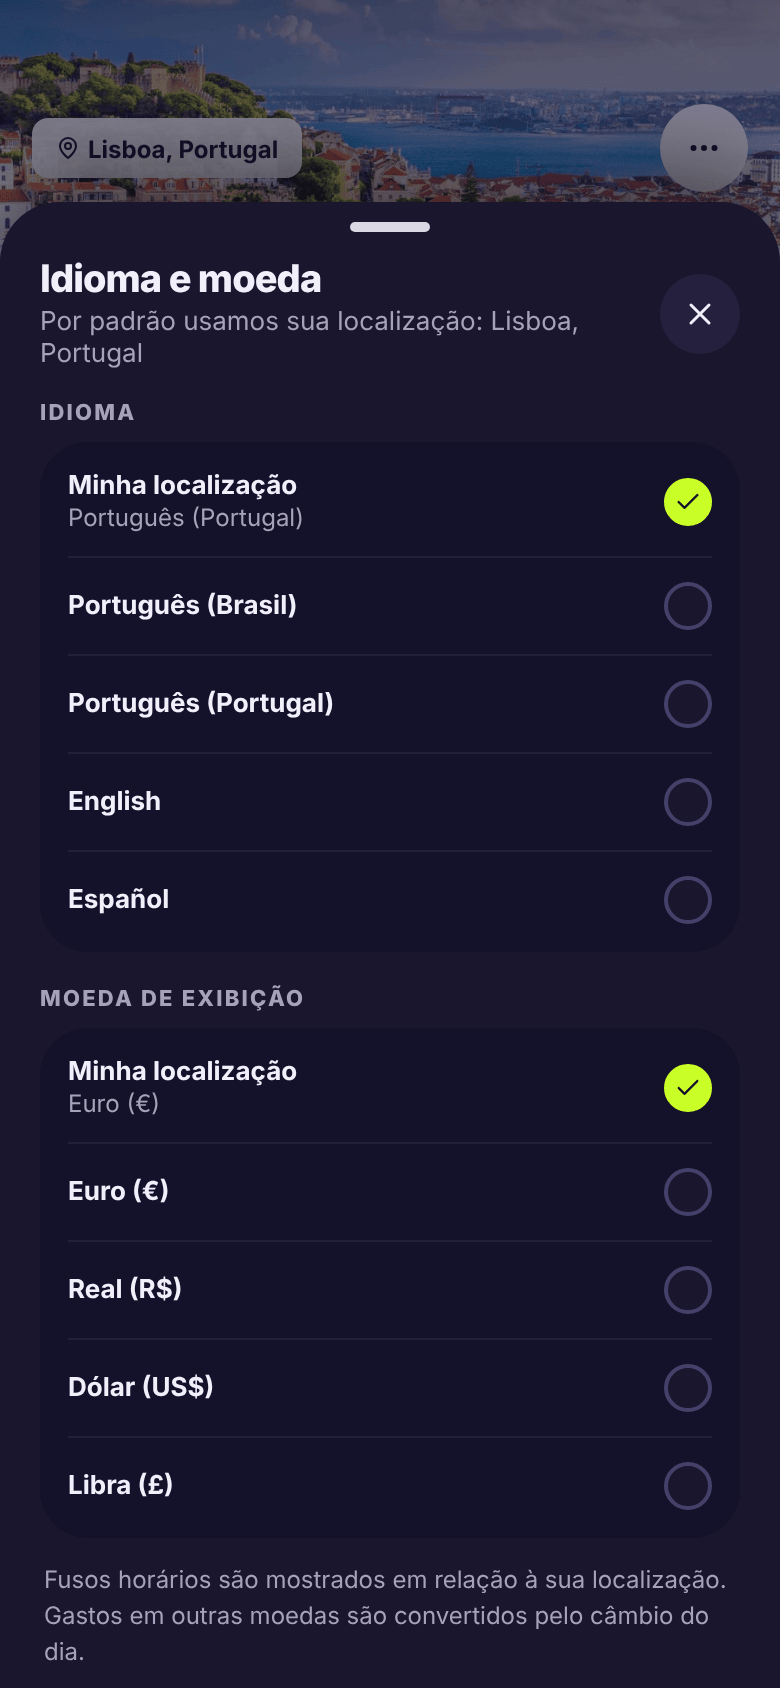 Lisboa, Portugal
Idioma e moeda
Por padrão usamos sua localização: Lisboa,
Portugal
IDIOMA
Minha localização
Português (Portugal)
Português (Brasil)
Português (Portugal)
English
Español
MOEDA DE EXIBIÇÃO
Minha localização
Euro (€)
Euro (€)
Real (R$)
Dólar (US$)
Libra (£)
Fusos horários são mostrados em relação à sua localização.
Gastos em outras moedas são convertidos pelo câmbio do
dia.